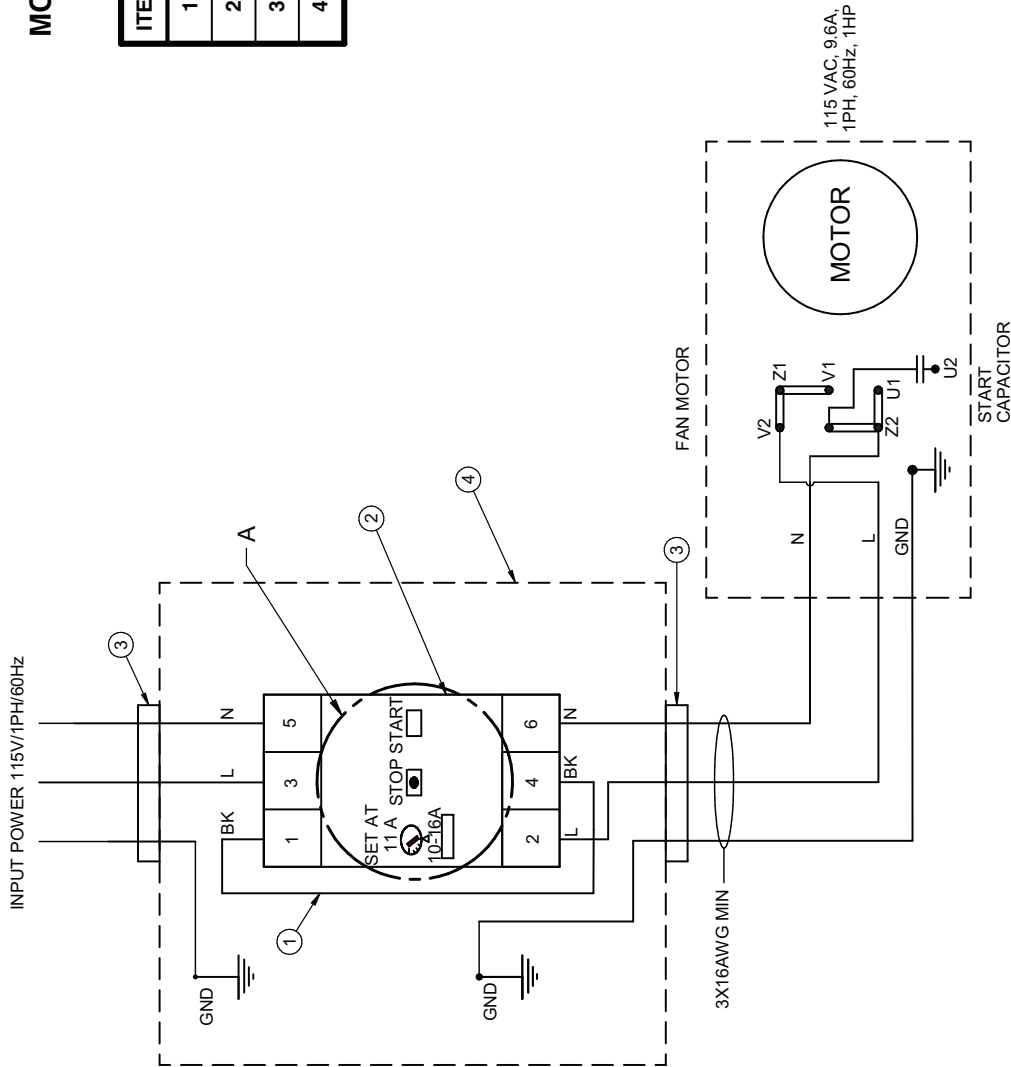 MO
ITE
1
2
3
4
INPUT POWER 115V/1PH/60Hz
3
A
2
4
GND
BK
L
N
1
3
5
SET AT
11 A
STOP
START
10-16A
2
4
6
L
BK
N
1
GND
3
3X16AWG MIN
N
L
GND
FAN MOTOR
V2
Z1
V1
Z2
U1
U2
START
CAPACITOR
MOTOR
115 VAC, 9.6A,
1PH, 60Hz, 1HP